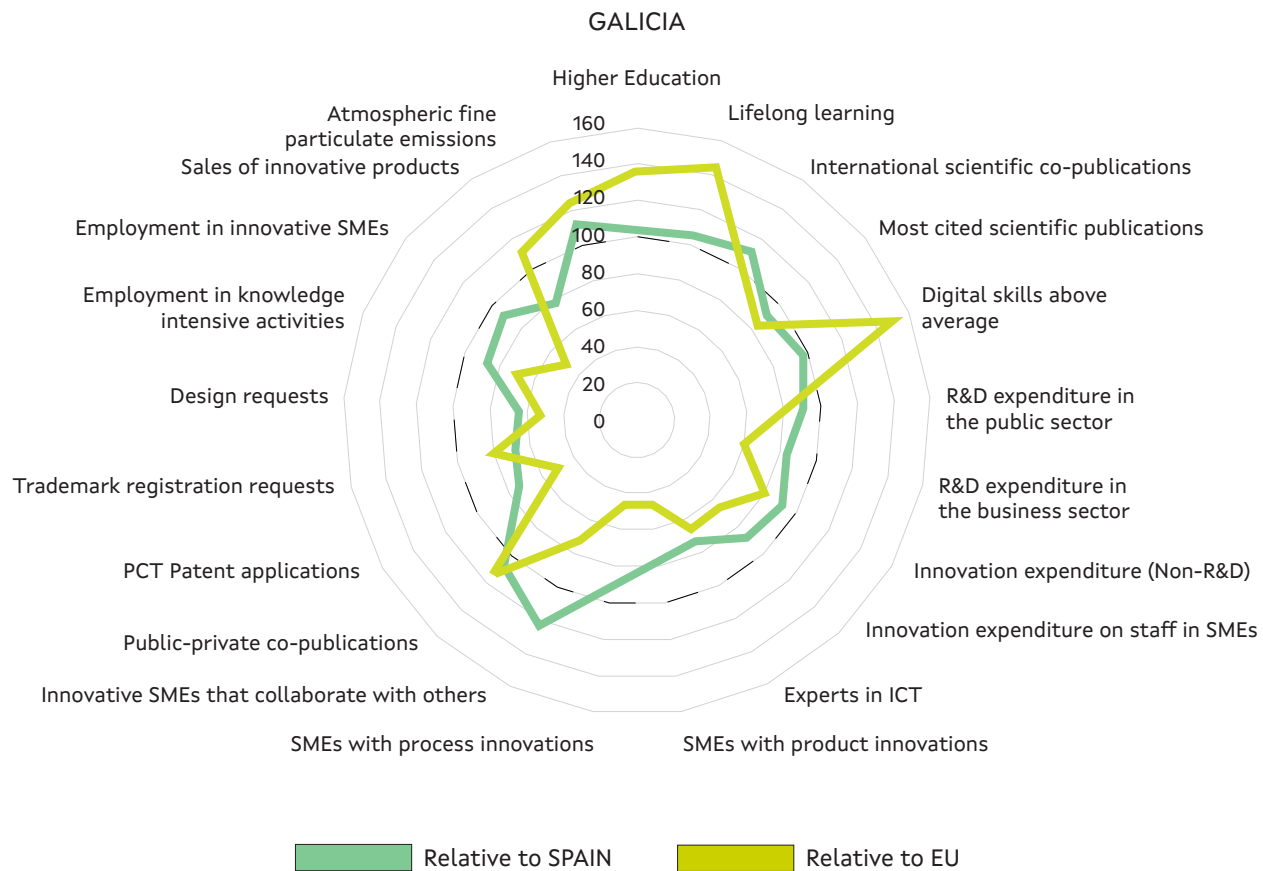 GALICIA
Higher Education
Lifelong learning
International scientific co-publications
Most cited scientific publications
Digital skills above
average
R&D expenditure in
the public sector
R&D expenditure in
the business sector
Innovation expenditure (Non-R&D)
Innovation expenditure on staff in SMEs
Experts in ICT
SMEs with product innovations
SMEs with process innovations
Innovative SMEs that collaborate with others
Public-private co-publications
PCT Patent applications
Trademark registration requests
Design requests
Employment in knowledge
intensive activities
Employment in innovative SMEs
Sales of innovative products
Atmospheric fine
particulate emissions
160
140
120
100
80
60
40
20
0
Relative to SPAIN
Relative to EU